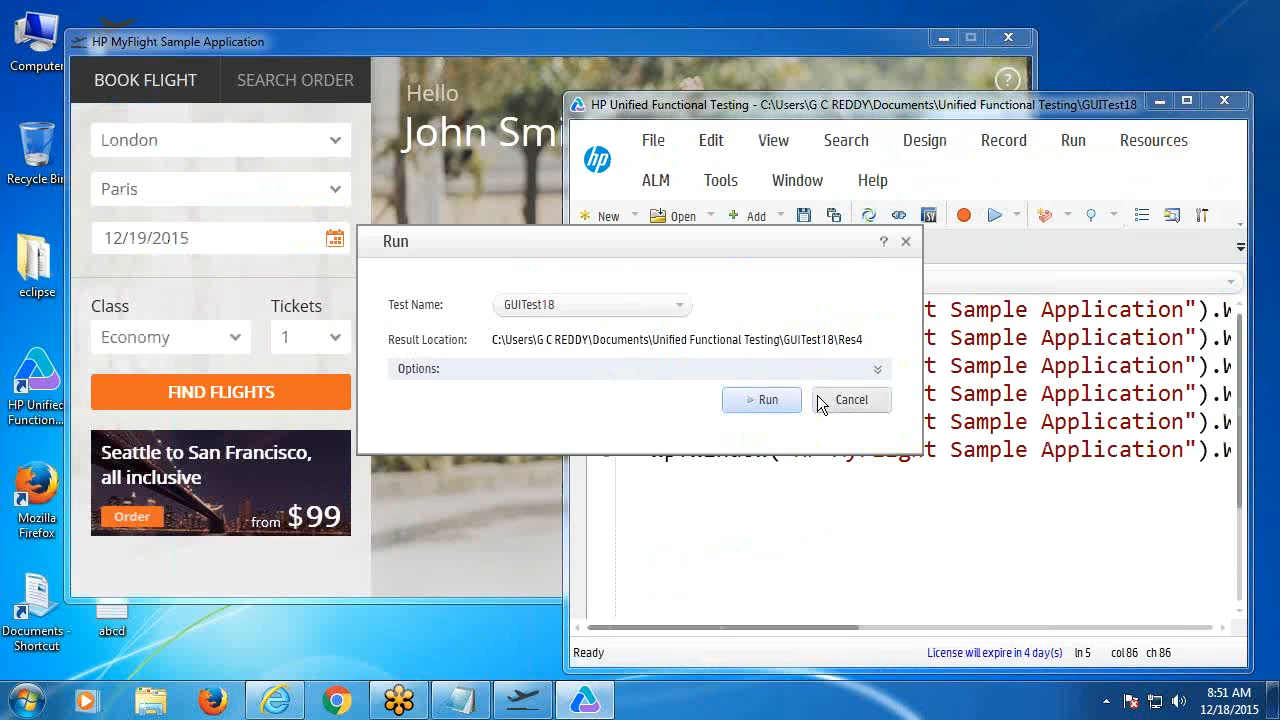 Computer
Recycle Bin
eclipse
HP Unified
Function...
Mozilla
Firefox
Documents -
Shortcut
abcd
HP MyFlight Sample Application
BOOK FLIGHT
SEARCH ORDER
London
Paris
12/19/2015
Class
Tickets
Economy
1
FIND FLIGHTS
Seattle to San Francisco,
all inclusive
Order
from $99
Hello
John Smi
?
HP Unified Functional Testing - C:\Users\G C REDDY\Documents\Unified Functional Testing\GUITest18
hp
File Edit View Search Design Record Run Resources
ALM Tools Window Help
New Open Add
Run
?
Test Name:
GUITest18
Result Location:
C:\Users\G C REDDY\Documents\Unified Functional Testing\GUITest18\Res4
Options:
Run
Cancel
t Sample Application").W
t Sample Application").W
t Sample Application").W
t Sample Application").W
t Sample Application").W
t Sample Application").W
Ready
License will expire in 4 day(s)
ln 5
col 86
ch 86
8:51 AM
12/18/2015